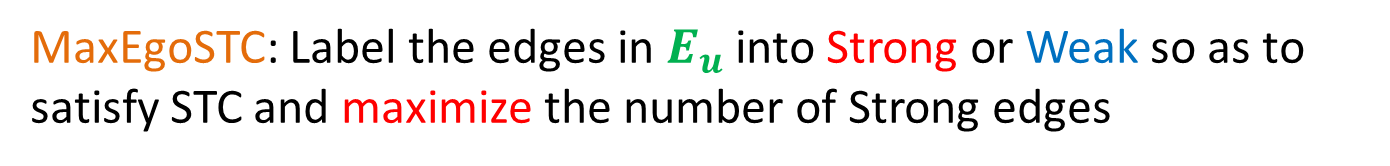 MaxEgoSTC: Label the edges in E_u into Strong or Weak so as to
satisfy STC and maximize the number of Strong edges